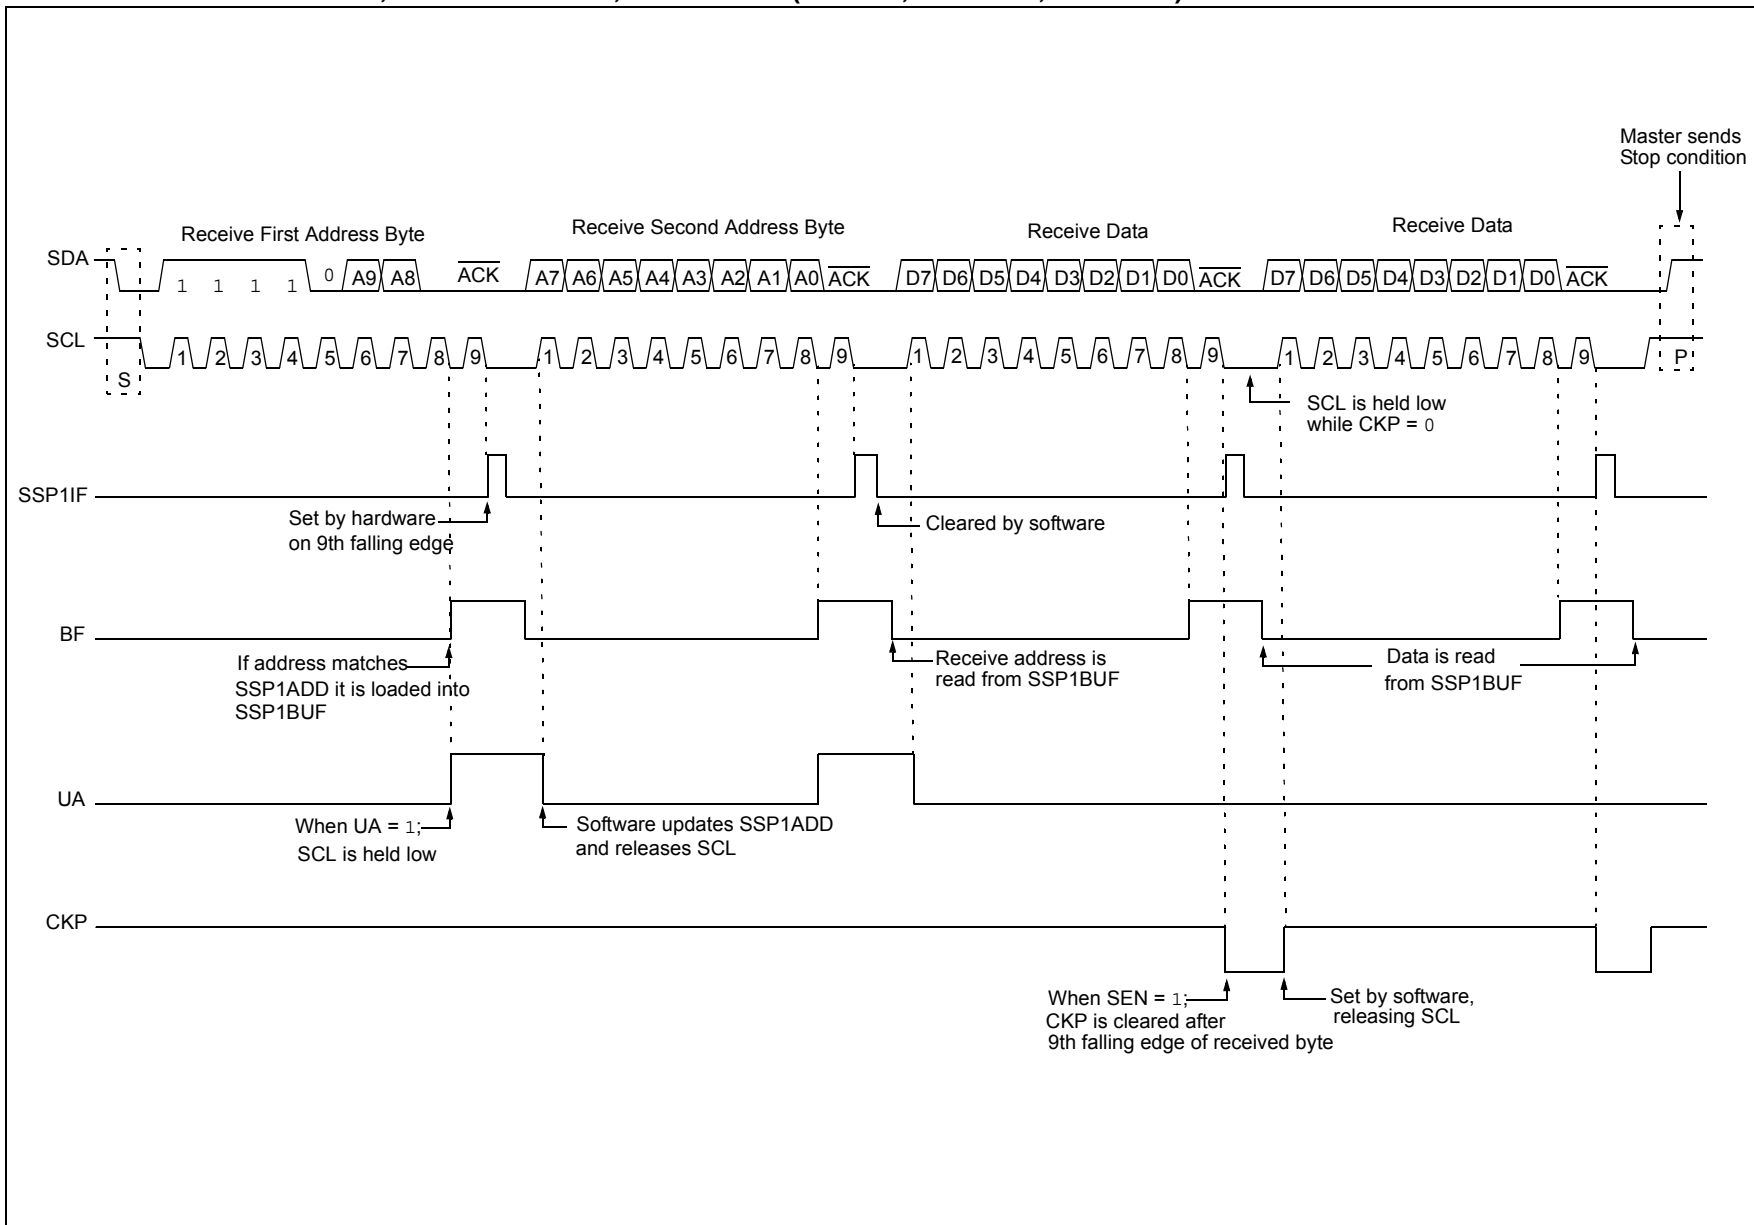 Master sends
Stop condition
Receive First Address Byte
Receive Second Address Byte
Receive Data
Receive Data
SDA
1 1 1 1 0 A9 A8 ACK A7 A6 A5 A4 A3 A2 A1 A0 ACK D7 D6 D5 D4 D3 D2 D1 D0 ACK D7 D6 D5 D4 D3 D2 D1 D0 ACK
SCL
S 1 2 3 4 5 6 7 8 9 1 2 3 4 5 6 7 8 9 1 2 3 4 5 6 7 8 9 1 2 3 4 5 6 7 8 9 P
SCL is held low
while CKP = 0
SSP1IF
Set by hardware
on 9th falling edge
Cleared by software
BF
If address matches
SSP1ADD it is loaded into
SSP1BUF
Receive address is
read from SSP1BUF
Data is read
from SSP1BUF
UA
When UA = 1;
SCL is held low
Software updates SSP1ADD
and releases SCL
CKP
When SEN = 1;
CKP is cleared after
9th falling edge of received byte
Set by software,
releasing SCL